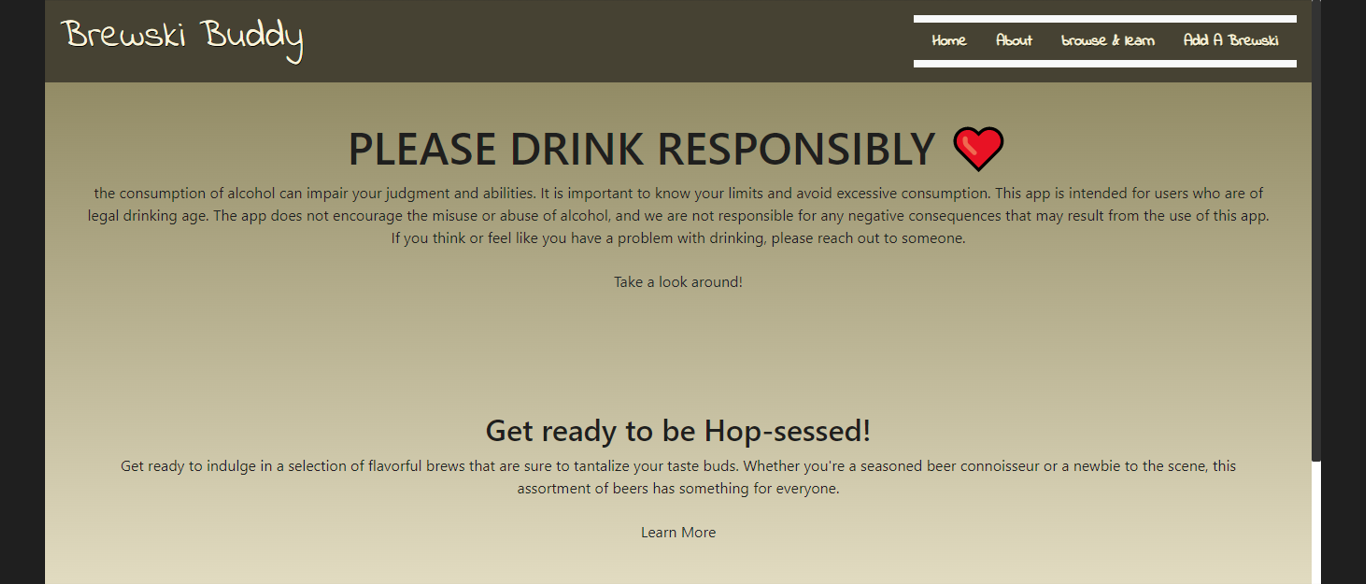 Brewski Buddy
Home About browse & learn Add A Brewski
PLEASE DRINK RESPONSIBLY ❤️
the consumption of alcohol can impair your judgment and abilities. It is important to know your limits and avoid excessive consumption. This app is intended for users who are of
legal drinking age. The app does not encourage the misuse or abuse of alcohol, and we are not responsible for any negative consequences that may result from the use of this app.
If you think or feel like you have a problem with drinking, please reach out to someone.
Take a look around!
Get ready to be Hop-sessed!
Get ready to indulge in a selection of flavorful brews that are sure to tantalize your taste buds. Whether you're a seasoned beer connoisseur or a newbie to the scene, this
assortment of beers has something for everyone.
Learn More